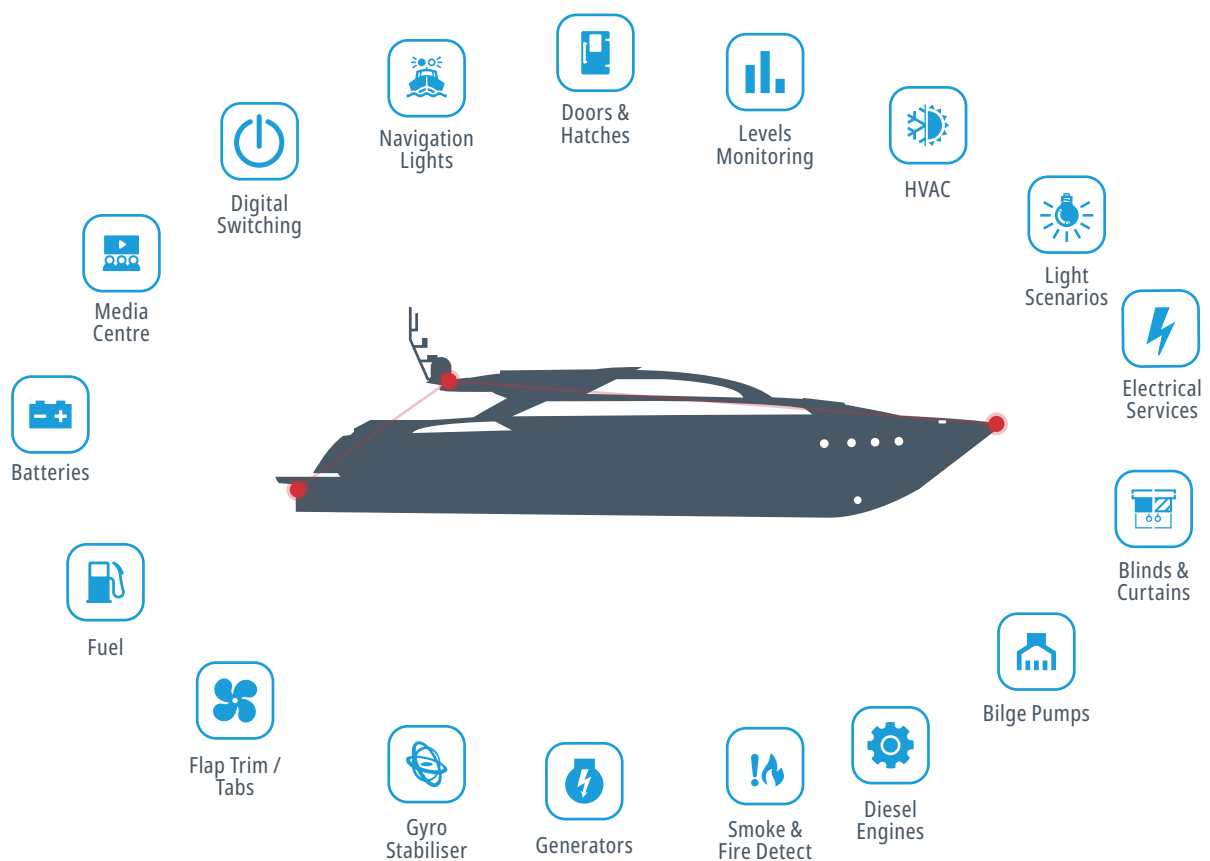 Doors &
Hatches
Navigation
Lights
Levels
Monitoring
HVAC
Digital
Switching
Light
Scenarios
Media
Centre
Electrical
Services
Batteries
Blinds &
Curtains
Fuel
Bilge Pumps
Flap Trim /
Tabs
Gyro
Stabiliser
Generators
Smoke &
Fire Detect
Diesel
Engines